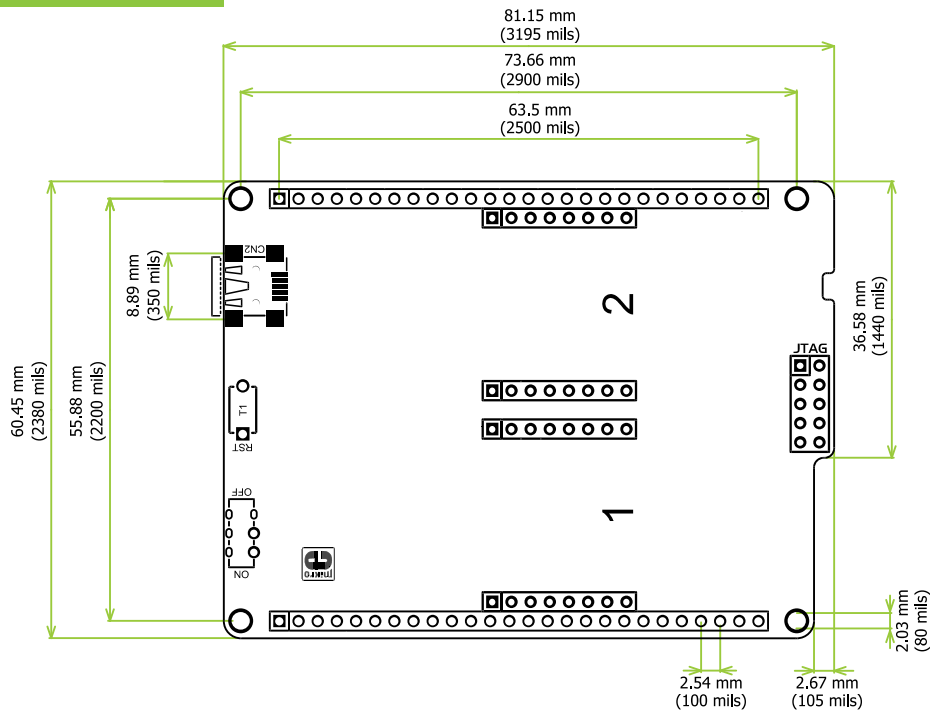 81.15 mm
(3195 mils)
73.66 mm
(2900 mils)
63.5 mm
(2500 mils)
CN2
8.89 mm
(350 mils)
2
36.58 mm
(1440 mils)
JTAG
60.45 mm
(2380 mils)
55.88 mm
(2200 mils)
T1
RST
OFF
1
ON
mikro
2.03 mm
(80 mils)
2.54 mm
(100 mils)
2.67 mm
(105 mils)